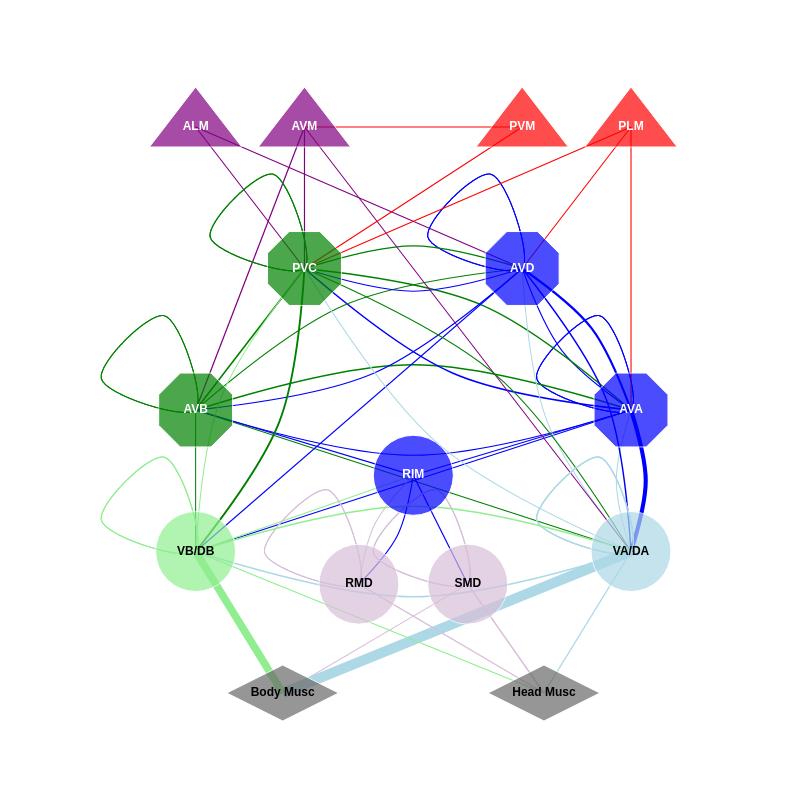 ALM
AVM
PVM
PLM
PVC
AVD
AVB
AVA
RIM
VB/DB
VA/DA
RMD
SMD
Body Musc
Head Musc